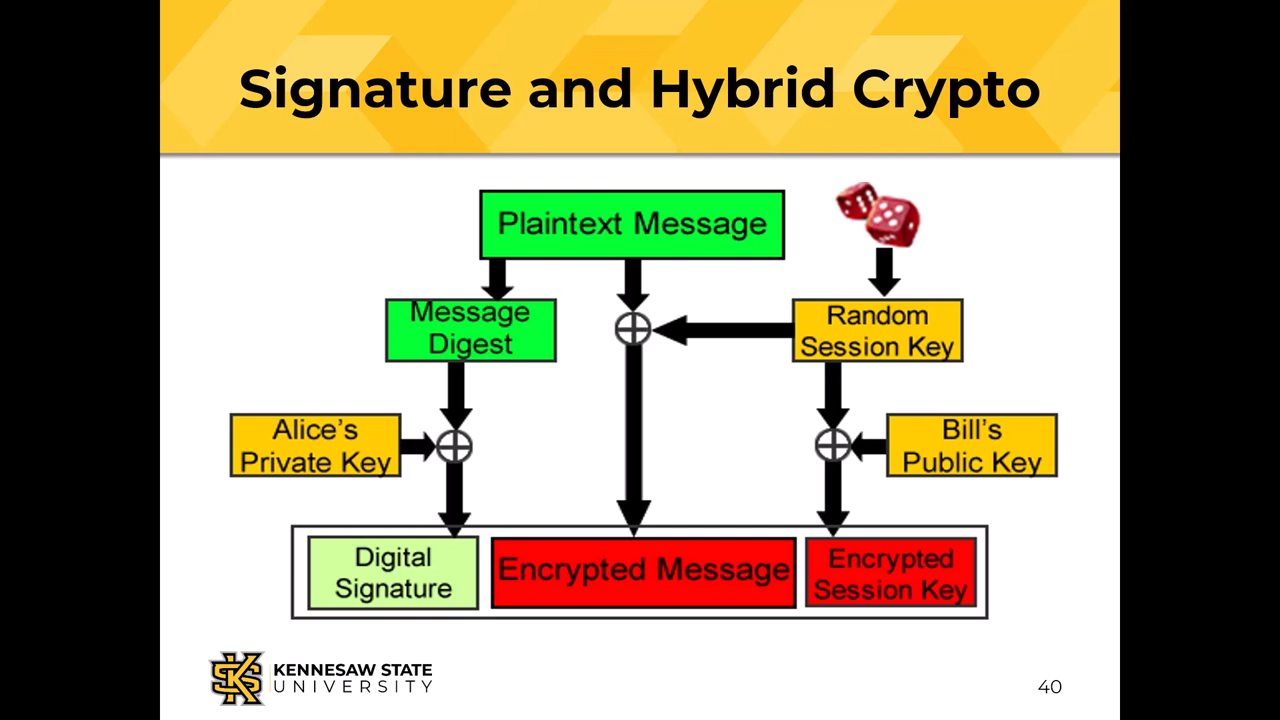 Signature and Hybrid Crypto
Plaintext Message
Message
Digest
Random
Session Key
Alice's
Private Key
Bill's
Public Key
Digital
Signature
Encrypted Message
Encrypted
Session Key
KENNESAW STATE
UNIVERSITY
40